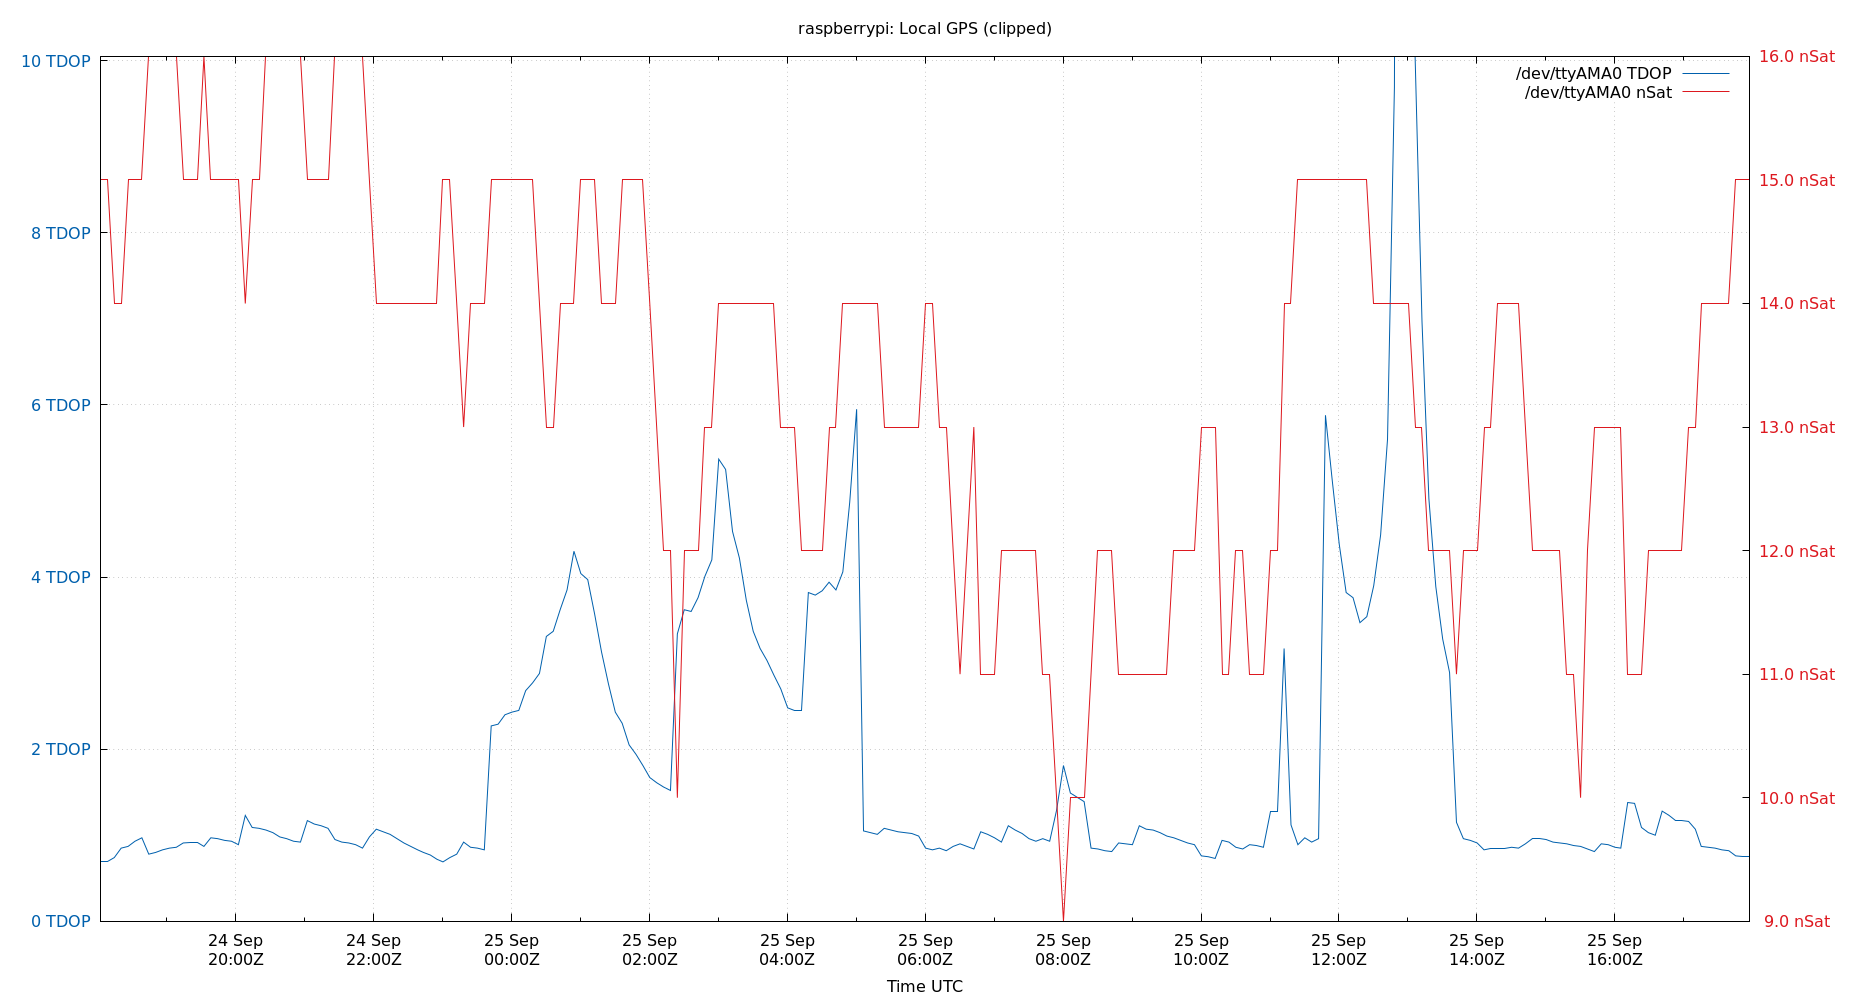 raspberrypi: Local GPS (clipped)
10 TDOP
8 TDOP
6 TDOP
4 TDOP
2 TDOP
0 TDOP
16.0 nSat
15.0 nSat
14.0 nSat
13.0 nSat
12.0 nSat
11.0 nSat
10.0 nSat
9.0 nSat
/dev/ttyAMA0 TDOP
/dev/ttyAMA0 nSat
24 Sep
20:00Z
24 Sep
22:00Z
25 Sep
00:00Z
25 Sep
02:00Z
25 Sep
04:00Z
25 Sep
06:00Z
25 Sep
08:00Z
25 Sep
10:00Z
25 Sep
12:00Z
25 Sep
14:00Z
25 Sep
16:00Z
Time UTC